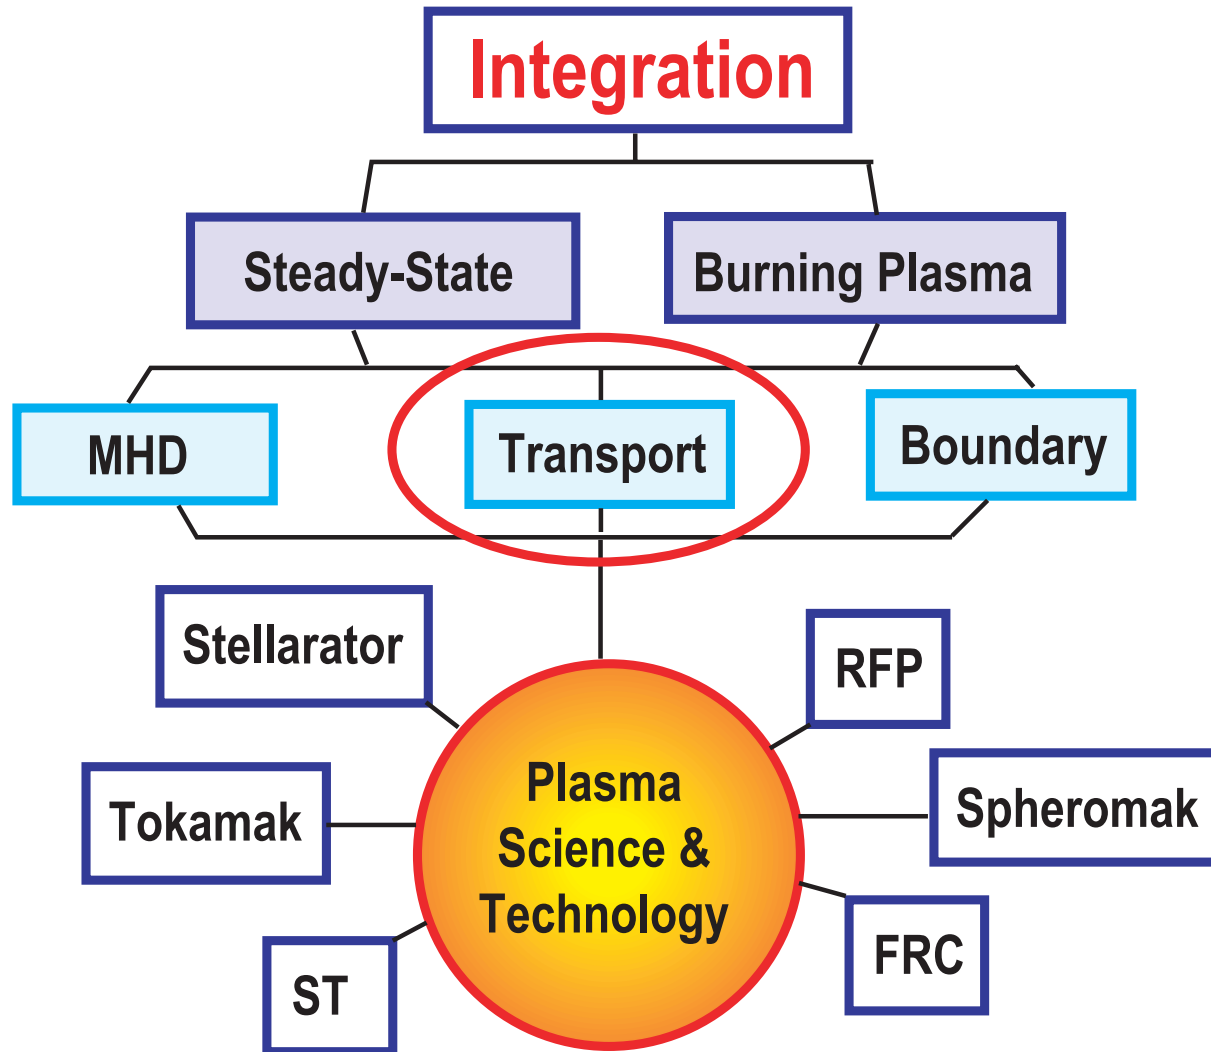 Integration
Steady-State
Burning Plasma
MHD
Transport
Boundary
Stellarator
RFP
Tokamak
Plasma
Science &
Technology
Spheromak
ST
FRC